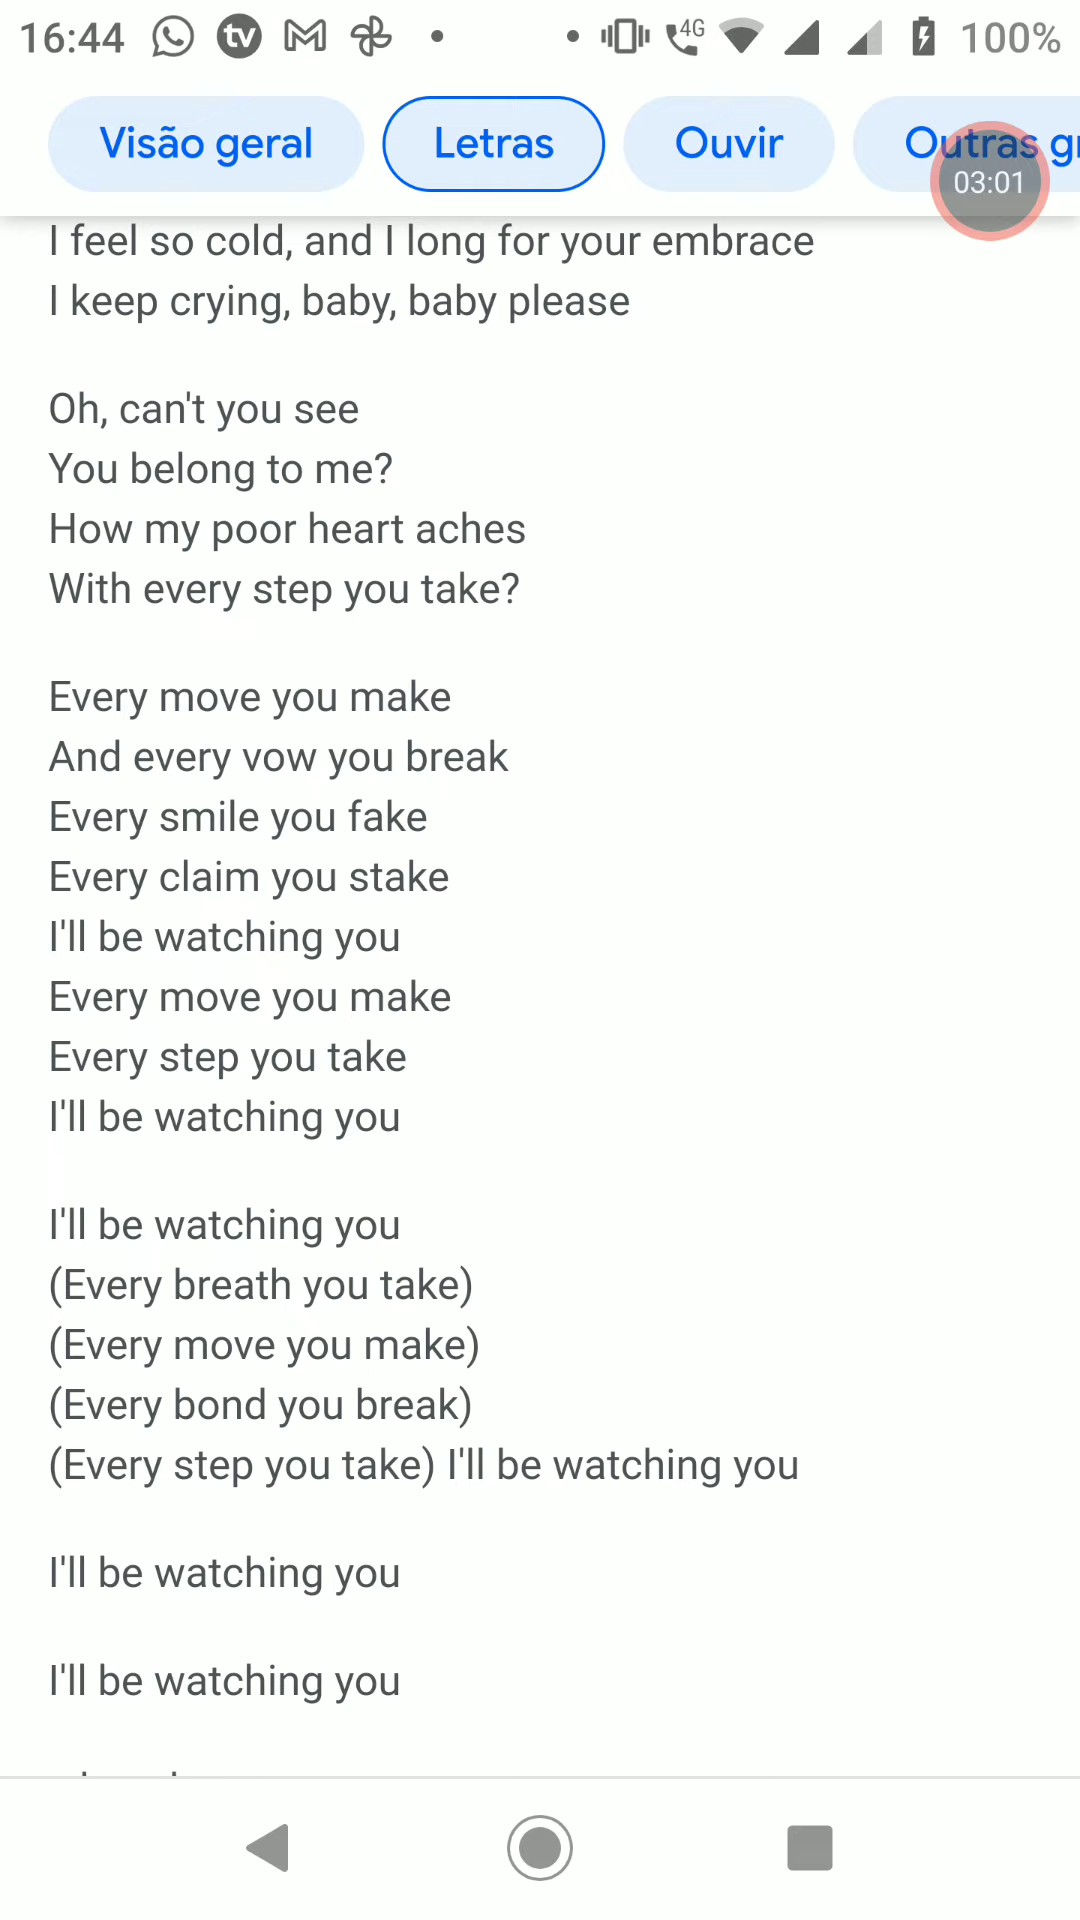 16:44 tv 4G 100%
Visão geral Letras Ouvir Outras gr
03:01
I feel so cold, and I long for your embrace
I keep crying, baby, baby please
Oh, can't you see
You belong to me?
How my poor heart aches
With every step you take?
Every move you make
And every vow you break
Every smile you fake
Every claim you stake
I'll be watching you
Every move you make
Every step you take
I'll be watching you
I'll be watching you
(Every breath you take)
(Every move you make)
(Every bond you break)
(Every step you take) I'll be watching you
I'll be watching you
I'll be watching you